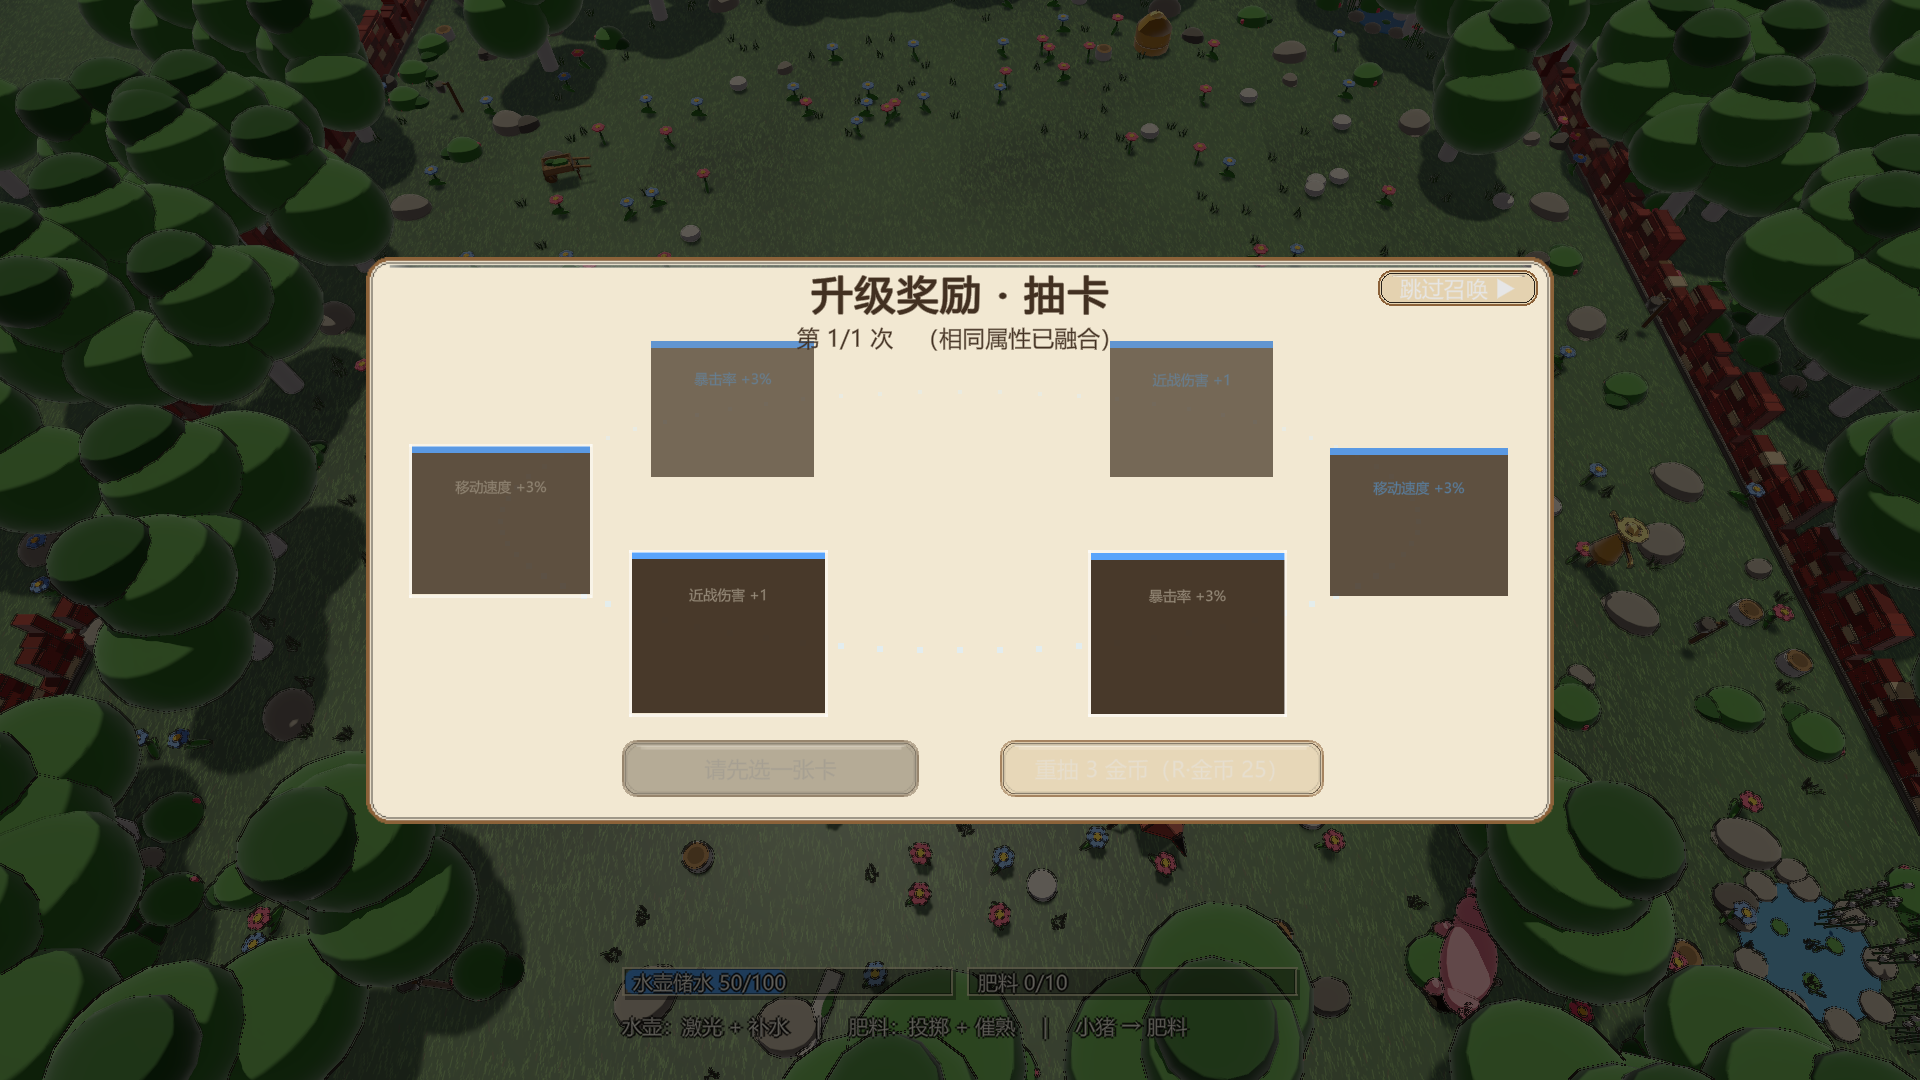 升级奖励 · 抽卡
跳过召唤 ▶
第 1/1 次 (相同属性已融合)
暴击率 +3%
近战伤害 +1
移动速度 +3%
移动速度 +3%
近战伤害 +1
暴击率 +3%
请先选一张卡
重抽 3 金币 (R·金币 25)
水壶储水 50/100
肥料 0/10
水壶: 激光 + 补水 | 肥料: 投掷 + 催熟 | 小猪 → 肥料